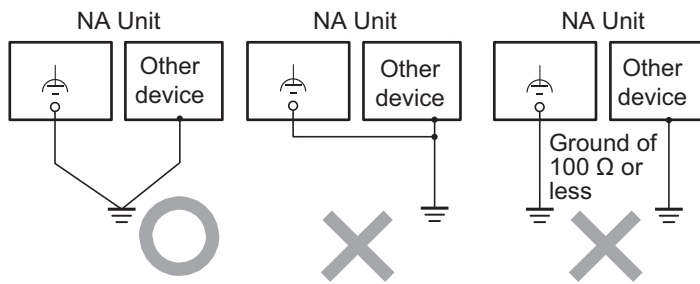 NA Unit
NA Unit
NA Unit
Other
device
Other
device
Other
device
Ground of
100 Ω or
less